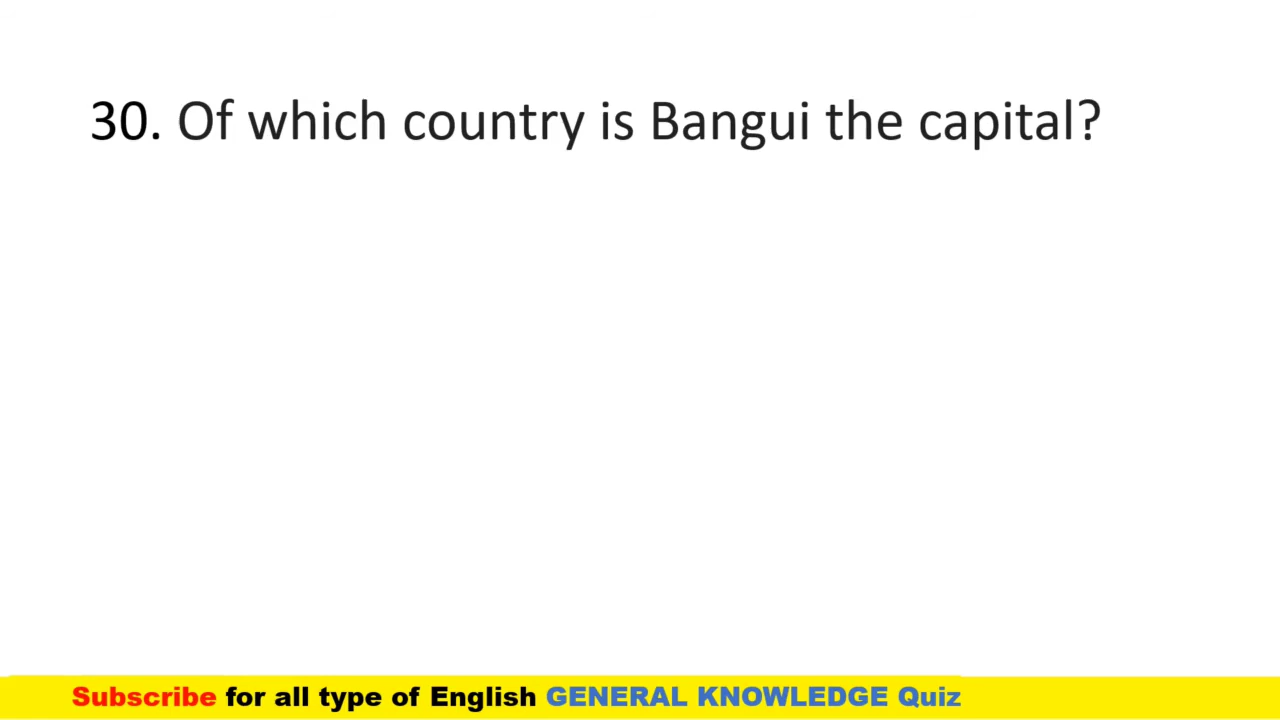 30. Of which country is Bangui the capital?
Subscribe for all type of English GENERAL KNOWLEDGE Quiz